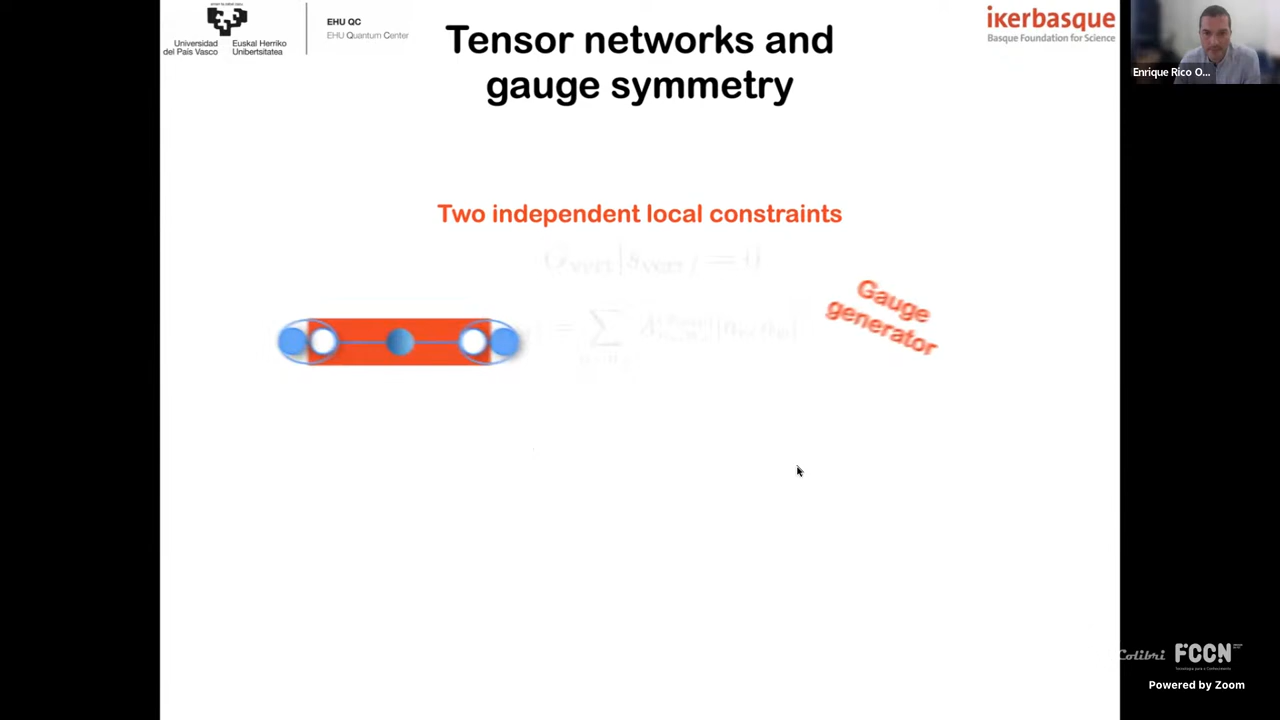 Universidad
del País Vasco
Euskal Herriko
Unibertsitatea
EHU QC
EHU Quantum Center
Tensor networks and
gauge symmetry
ikerbasque
Basque Foundation for Science
Enrique Rico O...
Two independent local constraints
Gauge
generator
Colibri
FCCN
Powered by Zoom